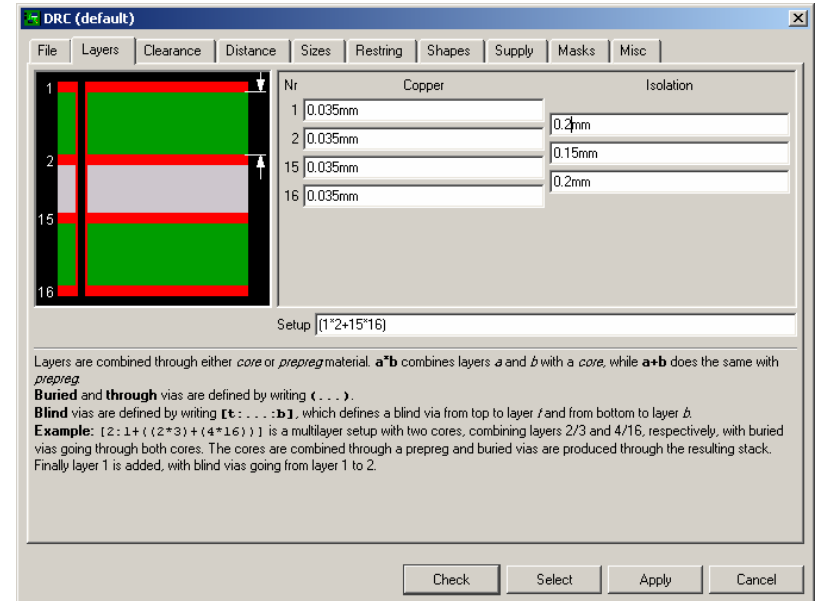 DRC (default)
File Layers Clearance Distance Sizes Restring Shapes Supply Masks Misc
1
2
15
16
Nr Copper Isolation
1 0.035mm
0.2mm
2 0.035mm
0.15mm
15 0.035mm
0.2mm
16 0.035mm
Setup (1*2+15*16)
Layers are combined through either core or prepreg material. a*b combines layers a and b with a core, while a+b does the same with
prepreg.
Buried and through vias are defined by writing (...).
Blind vias are defined by writing [t:...:b], which defines a blind via from top to layer t and from bottom to layer b.
Example: [2:1+((2*3)+(4*16))] is a multilayer setup with two cores, combining layers 2/3 and 4/16, respectively, with buried
vias going through both cores. The cores are combined through a prepreg and buried vias are produced through the resulting stack.
Finally layer 1 is added, with blind vias going from layer 1 to 2.
Check Select Apply Cancel